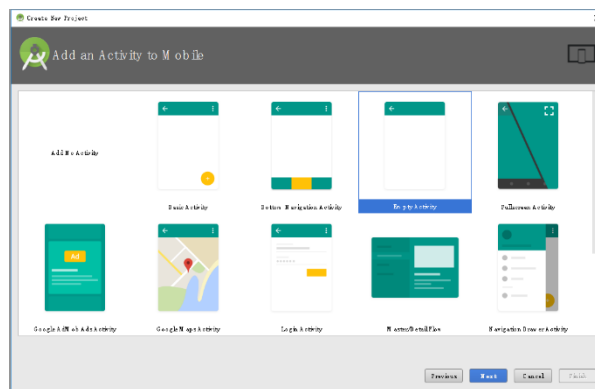 Create New Project
Add an Activity to Mobile
Add No Activity
Basic Activity
Bottom Navigation Activity
Empty Activity
Fullscreen Activity
Ad
Google AdMob Ads Activity
Google Maps Activity
Login Activity
Master/Detail Flow
Navigation Drawer Activity
Previous
Next
Cancel
Finish